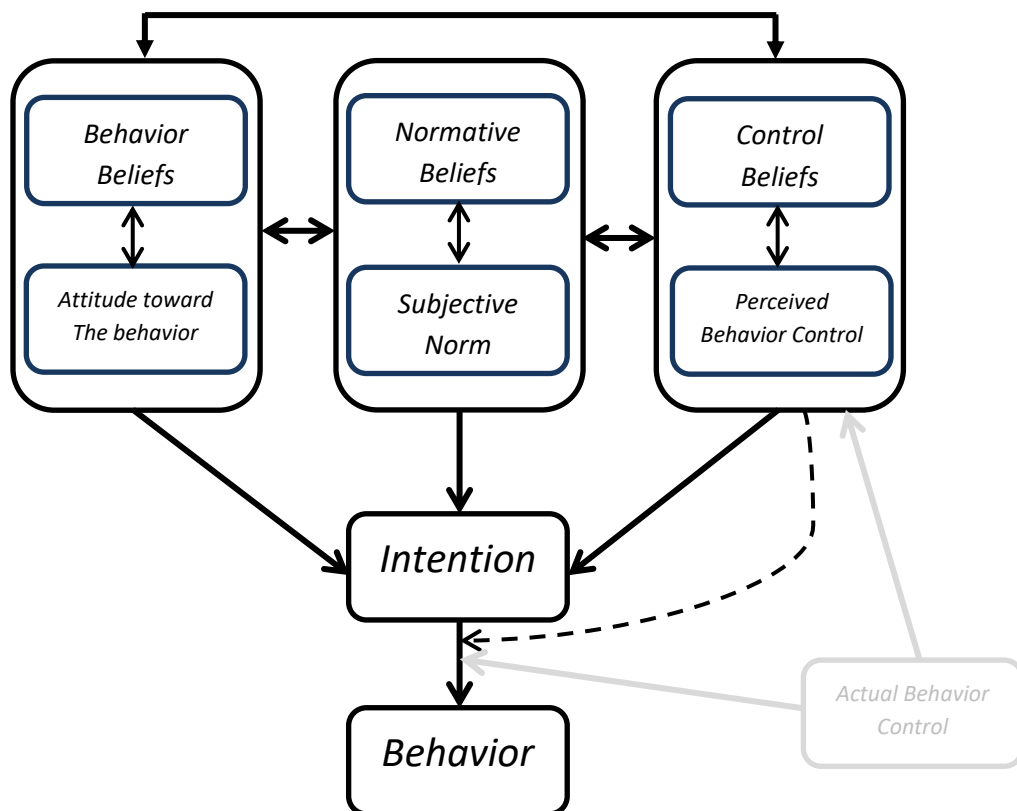 Behavior
Beliefs
Normative
Beliefs
Control
Beliefs
Attitude toward
The behavior
Subjective
Norm
Perceived
Behavior Control
Intention
Actual Behavior
Control
Behavior